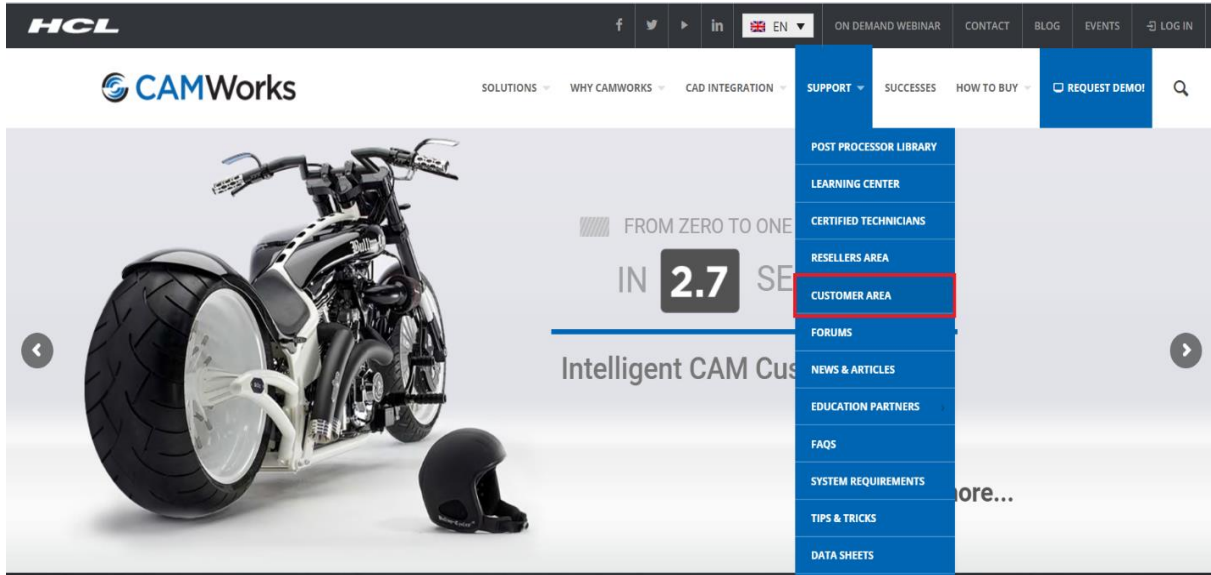 HCL
EN
ON DEMAND WEBINAR
CONTACT
BLOG
EVENTS
LOG IN
CAMWorks
SOLUTIONS
WHY CAMWORKS
CAD INTEGRATION
SUPPORT
SUCCESSES
HOW TO BUY
REQUEST DEMO!
POST PROCESSOR LIBRARY
LEARNING CENTER
CERTIFIED TECHNICIANS
RESELLERS AREA
CUSTOMER AREA
FORUMS
NEWS & ARTICLES
EDUCATION PARTNERS
FAQS
SYSTEM REQUIREMENTS
TIPS & TRICKS
DATA SHEETS
FROM ZERO TO ONE
IN 2.7 SE
Intelligent CAM Cus
ore...